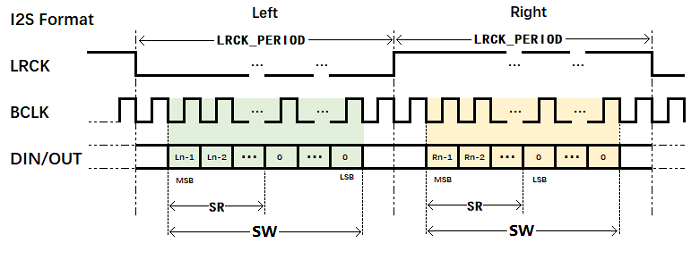 I2S Format
Left
Right
LRCK_PERIOD
LRCK_PERIOD
LRCK
... ...
... ...
BCLK
... ...
... ...
DIN/OUT
Ln-1 Ln-2 ... 0 ... 0
Rn-1 Rn-2 ... 0 ... 0
MSB
LSB
MSB
LSB
SR
SR
SW
SW